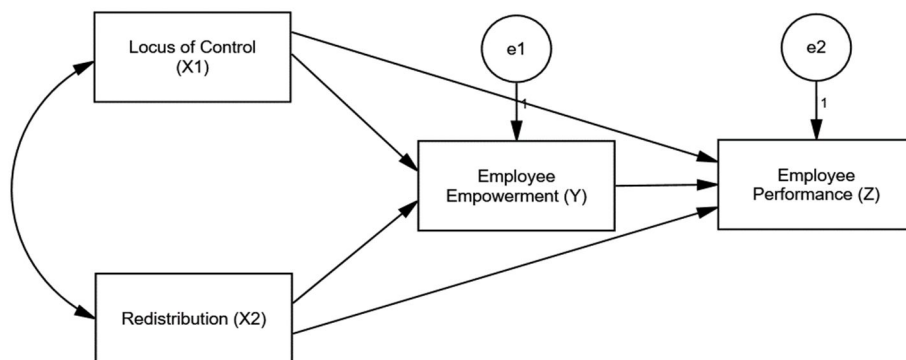 Locus of Control
(X1)
e1
e2
1
1
Employee
Empowerment (Y)
Employee
Performance (Z)
Redistribution (X2)